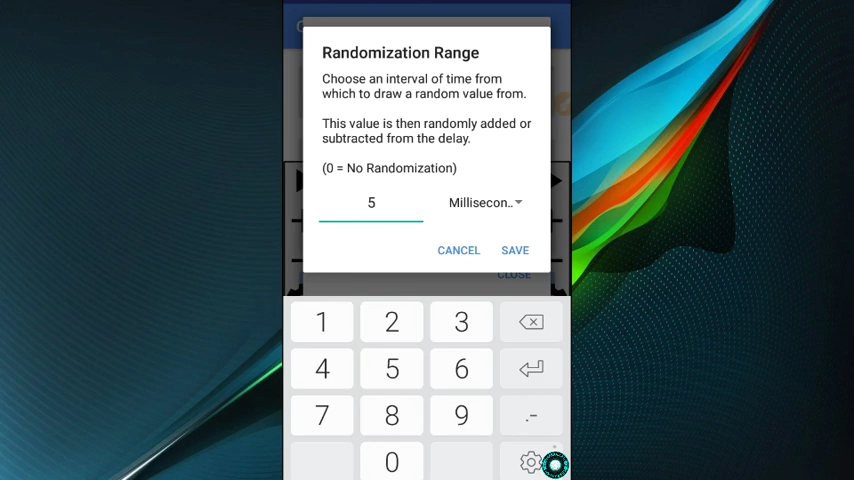 Randomization Range
Choose an interval of time from
which to draw a random value from.
This value is then randomly added or
subtracted from the delay.
(0 = No Randomization)
5 Millisecon..
CANCEL SAVE
CLOSE
1 2 3
4 5 6
7 8 9 .-
0